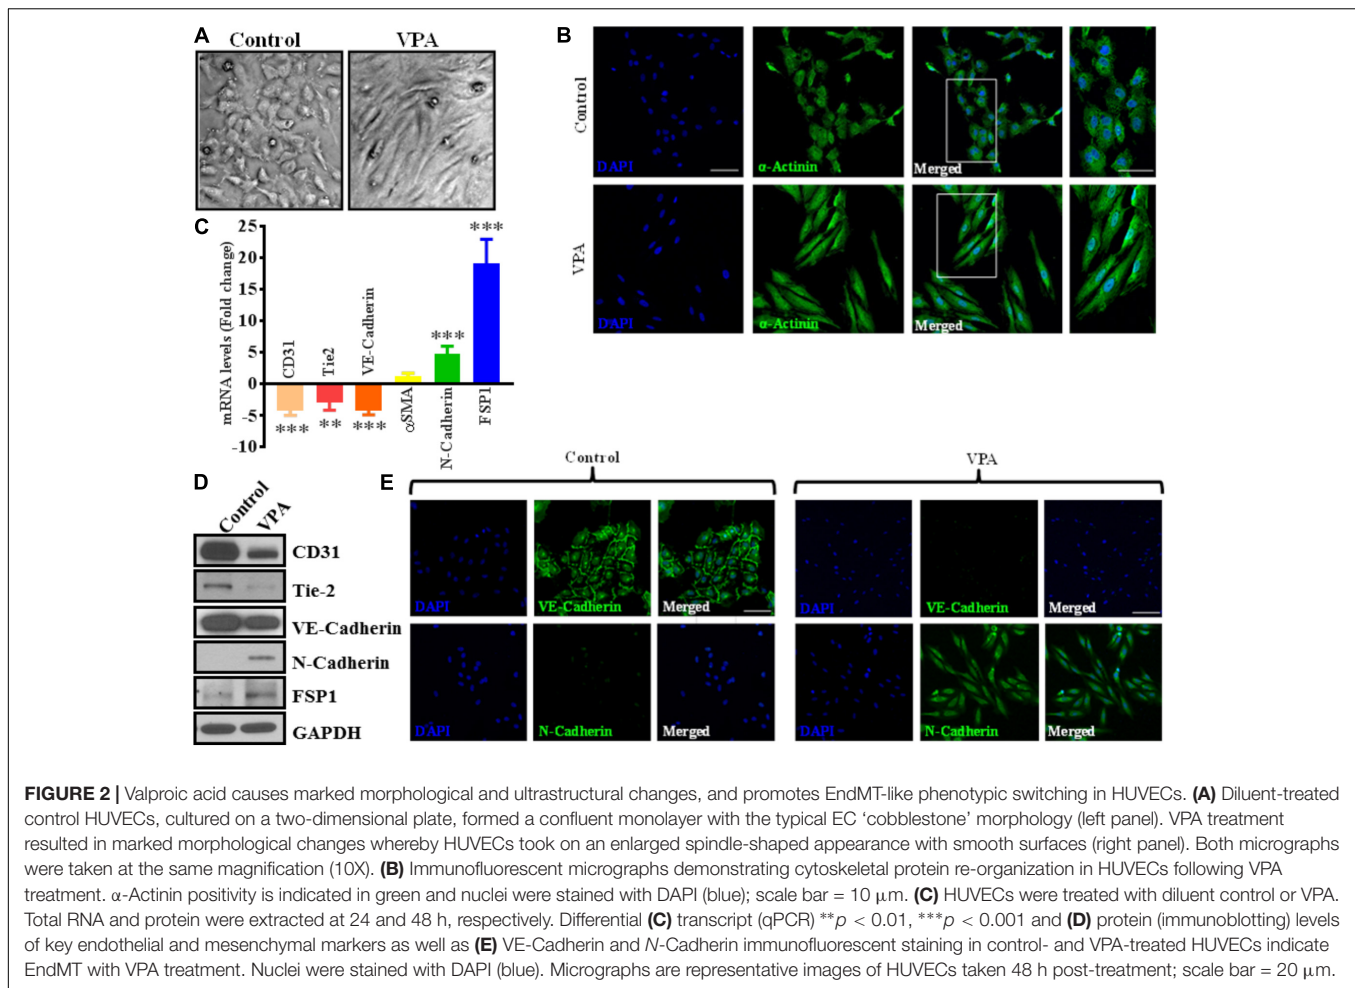 A
Control
VPA
B
Control
DAPI
α-Actinin
Merged
VPA
DAPI
α-Actinin
Merged
C
mRNA levels (Fold change)
25
20
15
10
5
0
-5
-10
CD31
Tie2
VE-Cadherin
αSMA
N-Cadherin
FSP1
***
**
***
***
***
D
Control
VPA
CD31
Tie-2
VE-Cadherin
N-Cadherin
FSP1
GAPDH
E
Control
VPA
DAPI
VE-Cadherin
Merged
DAPI
VE-Cadherin
Merged
DAPI
N-Cadherin
Merged
DAPI
N-Cadherin
Merged
FIGURE 2 | Valproic acid causes marked morphological and ultrastructural changes, and promotes EndMT-like phenotypic switching in HUVECs. (A) Diluent-treated
control HUVECs, cultured on a two-dimensional plate, formed a confluent monolayer with the typical EC ‘cobblestone’ morphology (left panel). VPA treatment
resulted in marked morphological changes whereby HUVECs took on an enlarged spindle-shaped appearance with smooth surfaces (right panel). Both micrographs
were taken at the same magnification (10X). (B) Immunofluorescent micrographs demonstrating cytoskeletal protein re-organization in HUVECs following VPA
treatment. α-Actinin positivity is indicated in green and nuclei were stained with DAPI (blue); scale bar = 10 μm. (C) HUVECs were treated with diluent control or VPA.
Total RNA and protein were extracted at 24 and 48 h, respectively. Differential (C) transcript (qPCR) **p < 0.01, ***p < 0.001 and (D) protein (immunoblotting) levels
of key endothelial and mesenchymal markers as well as (E) VE-Cadherin and N-Cadherin immunofluorescent staining in control- and VPA-treated HUVECs indicate
EndMT with VPA treatment. Nuclei were stained with DAPI (blue). Micrographs are representative images of HUVECs taken 48 h post-treatment; scale bar = 20 μm.